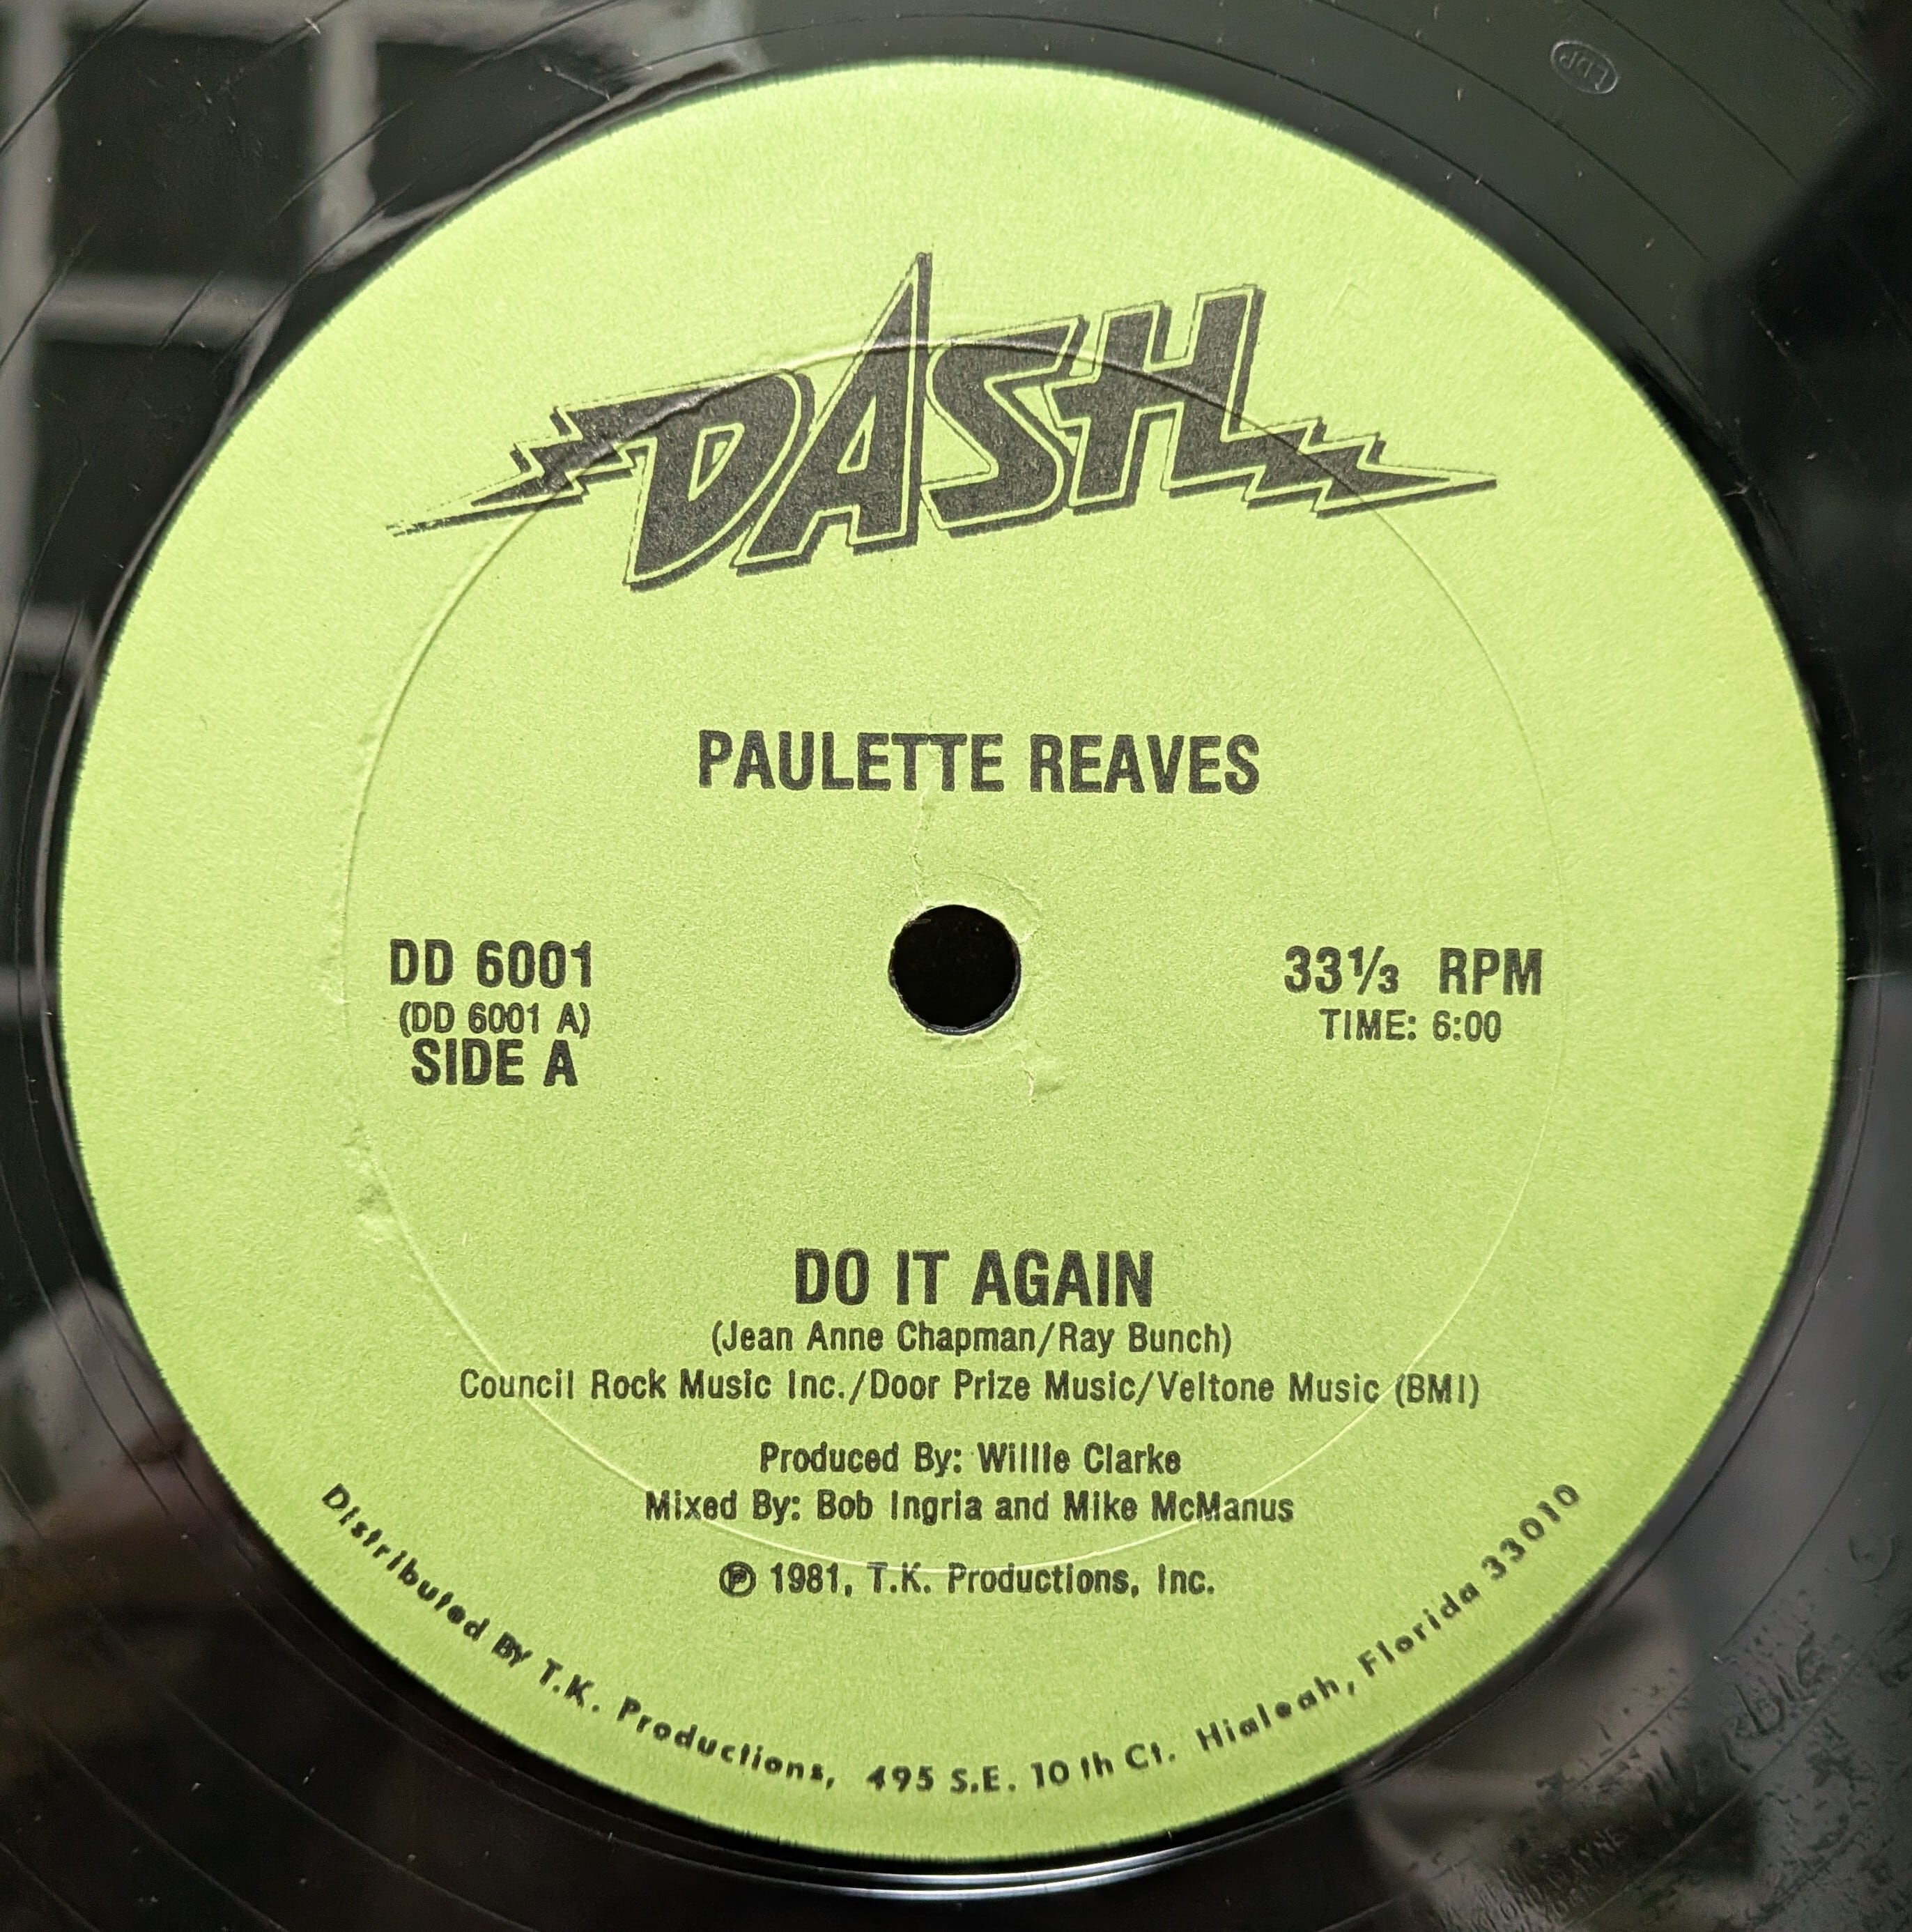 DASH
PAULETTE REAVES
DD 6001
(DD 6001 A)
SIDE A
33⅓ RPM
TIME: 6:00
DO IT AGAIN
(Jean Anne Chapman/Ray Bunch)
Council Rock Music Inc./Door Prize Music/Veltone Music (BMI)
Produced By: Willie Clarke
Mixed By: Bob Ingria and Mike McManus
℗ 1981, T.K. Productions, Inc.
Distributed BY T.K. Productions, 495 S.E. 10th Ct. Hialeah, Florida 33010
EDP